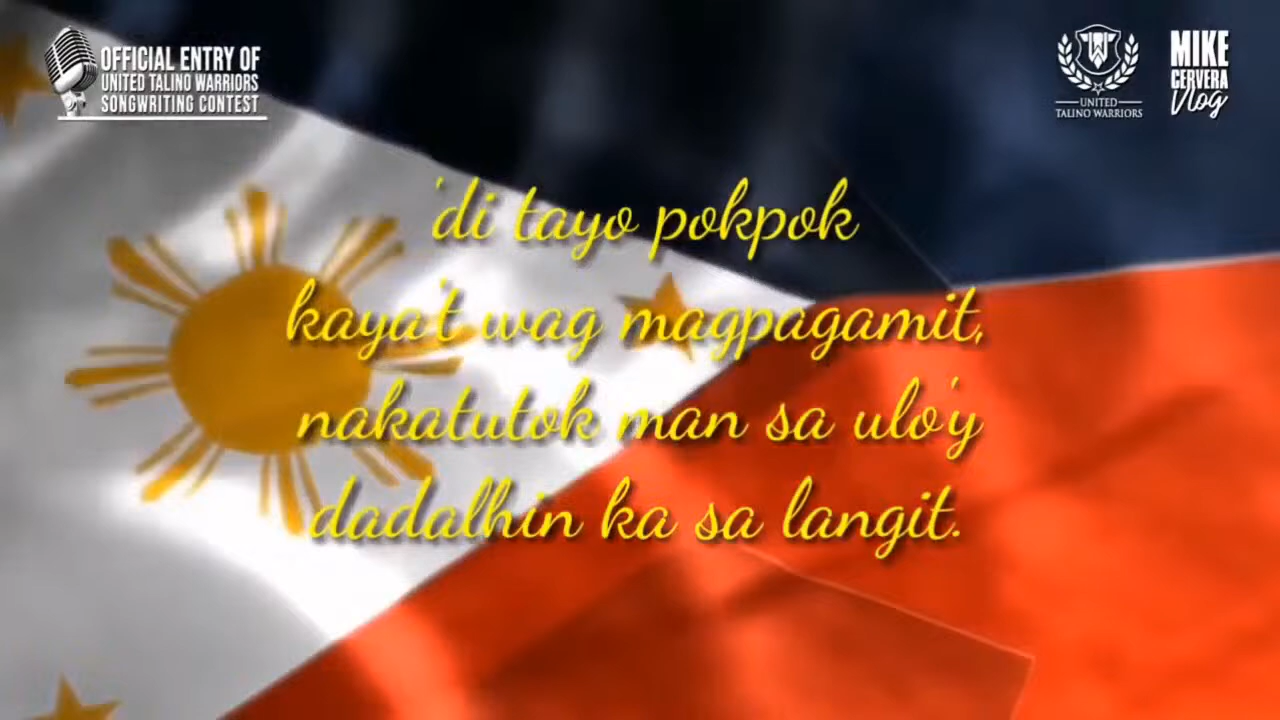 OFFICIAL ENTRY OF
UNITED TALINO WARRIORS
SONGWRITING CONTEST
UNITED
TALINO WARRIORS
MIKE
CERVERA
Vlog
'di tayo pokpok
kaya't wag magpagamit,
nakatutok man sa ulo'y
dadalhin ka sa langit.